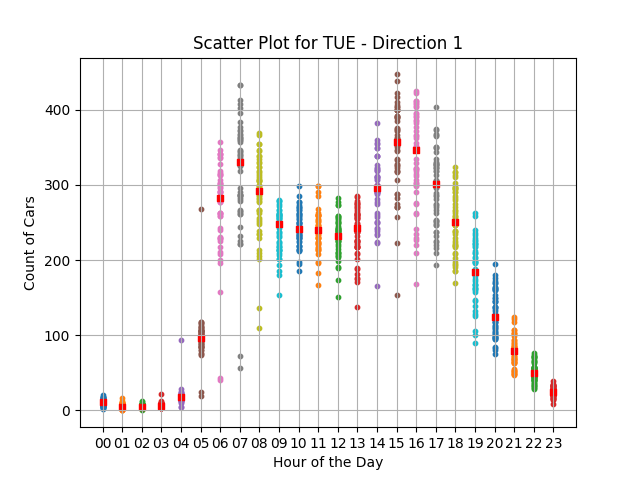 Scatter Plot for TUE - Direction 1
Count of Cars
400
300
200
100
0
00 01 02 03 04 05 06 07 08 09 10 11 12 13 14 15 16 17 18 19 20 21 22 23
Hour of the Day